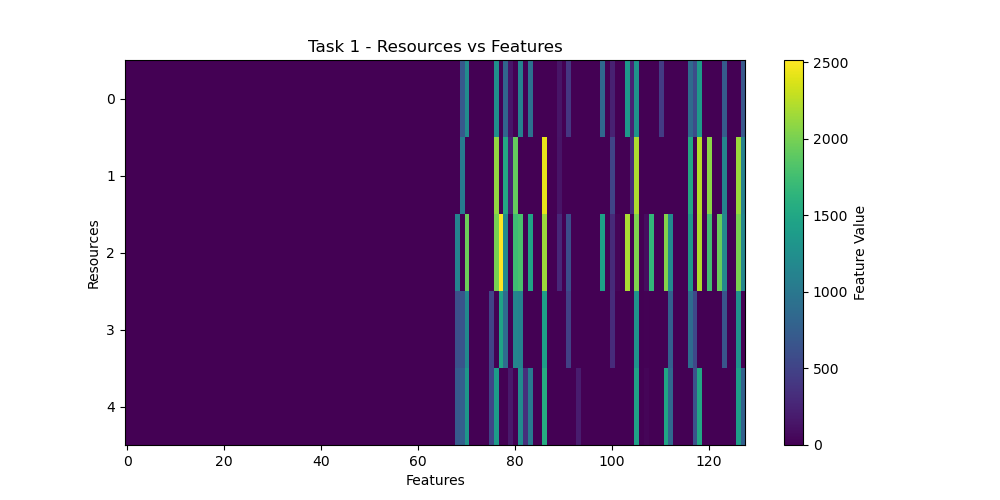 Task 1 - Resources vs Features
Resources
0
1
2
3
4
0 20 40 60 80 100 120
Features
2500
2000
1500
1000
500
0
Feature Value